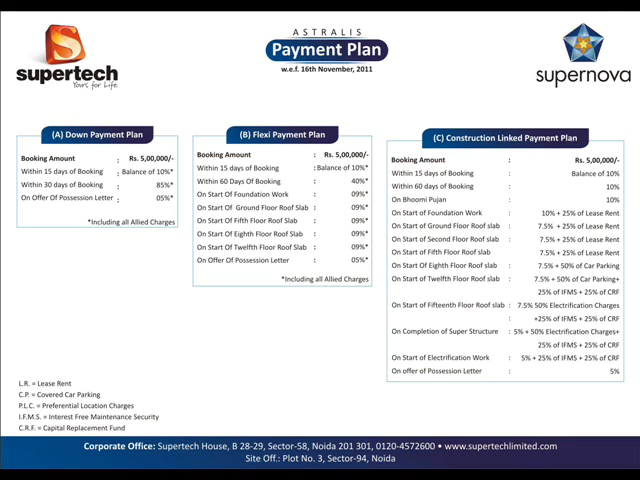 ASTRALIS
Payment Plan
w.e.f. 16th November, 2011
supertech
Yours for Life
supernova
(A) Down Payment Plan
Booking Amount : Rs. 5,00,000/-
Within 15 days of Booking : Balance of 10%*
Within 30 days of Booking : 85%*
On Offer Of Possession Letter : 05%*
*Including all Allied Charges
(B) Flexi Payment Plan
Booking Amount : Rs. 5,00,000/-
Within 15 days of Booking : Balance of 10%*
Within 60 Days Of Booking : 40%*
On Start Of Foundation Work : 09%*
On Start Of Ground Floor Roof Slab : 09%*
On Start Of Fifth Floor Roof Slab : 09%*
On Start Of Eighth Floor Roof Slab : 09%*
On Start Of Twelfth Floor Roof Slab : 09%*
On Offer Of Possession Letter : 05%*
*Including all Allied Charges
(C) Construction Linked Payment Plan
Booking Amount : Rs. 5,00,000/-
Within 15 days of Booking : Balance of 10%
Within 60 days of Booking : 10%
On Bhoomi Pujan : 10%
On Start of Foundation Work : 10% + 25% of Lease Rent
On Start of Ground Floor Roof slab : 7.5% + 25% of Lease Rent
On Start of Second Floor Roof slab : 7.5% + 25% of Lease Rent
On Start of Fifth Floor Roof slab : 7.5% + 25% of Lease Rent
On Start Of Eighth Floor Roof slab : 7.5% + 50% of Car Parking
On Start of Twelfth Floor Roof slab : 7.5% + 50% of Car Parking+
25% of IFMS + 25% of CRF
On Start of Fifteenth Floor Roof slab : 7.5% 50% Electrification Charges
: +25% of IFMS + 25% of CRF
On Completion of Super Structure : 5% + 50% Electrification Charges+
25% of IFMS + 25% of CRF
On Start of Electrification Work : 5% + 25% of IFMS + 25% of CRF
On offer of Possession Letter : 5%
L.R. = Lease Rent
C.P. = Covered Car Parking
P.L.C. = Preferential Location Charges
I.F.M.S. = Interest Free Maintenance Security
C.R.F. = Capital Replacement Fund
Corporate Office: Supertech House, B 28-29, Sector-58, Noida 201 301, 0120-4572600 • www.supertechlimited.com
Site Off.: Plot No. 3, Sector-94, Noida